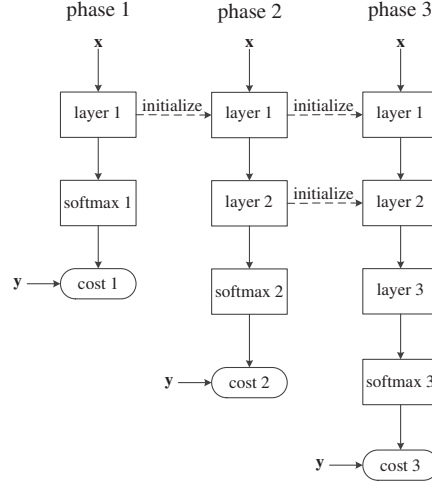 phase 1
phase 2
phase 3
x
x
x
layer 1
initialize
layer 1
initialize
layer 1
softmax 1
layer 2
initialize
layer 2
y
cost 1
softmax 2
layer 3
y
cost 2
softmax 3
y
cost 3